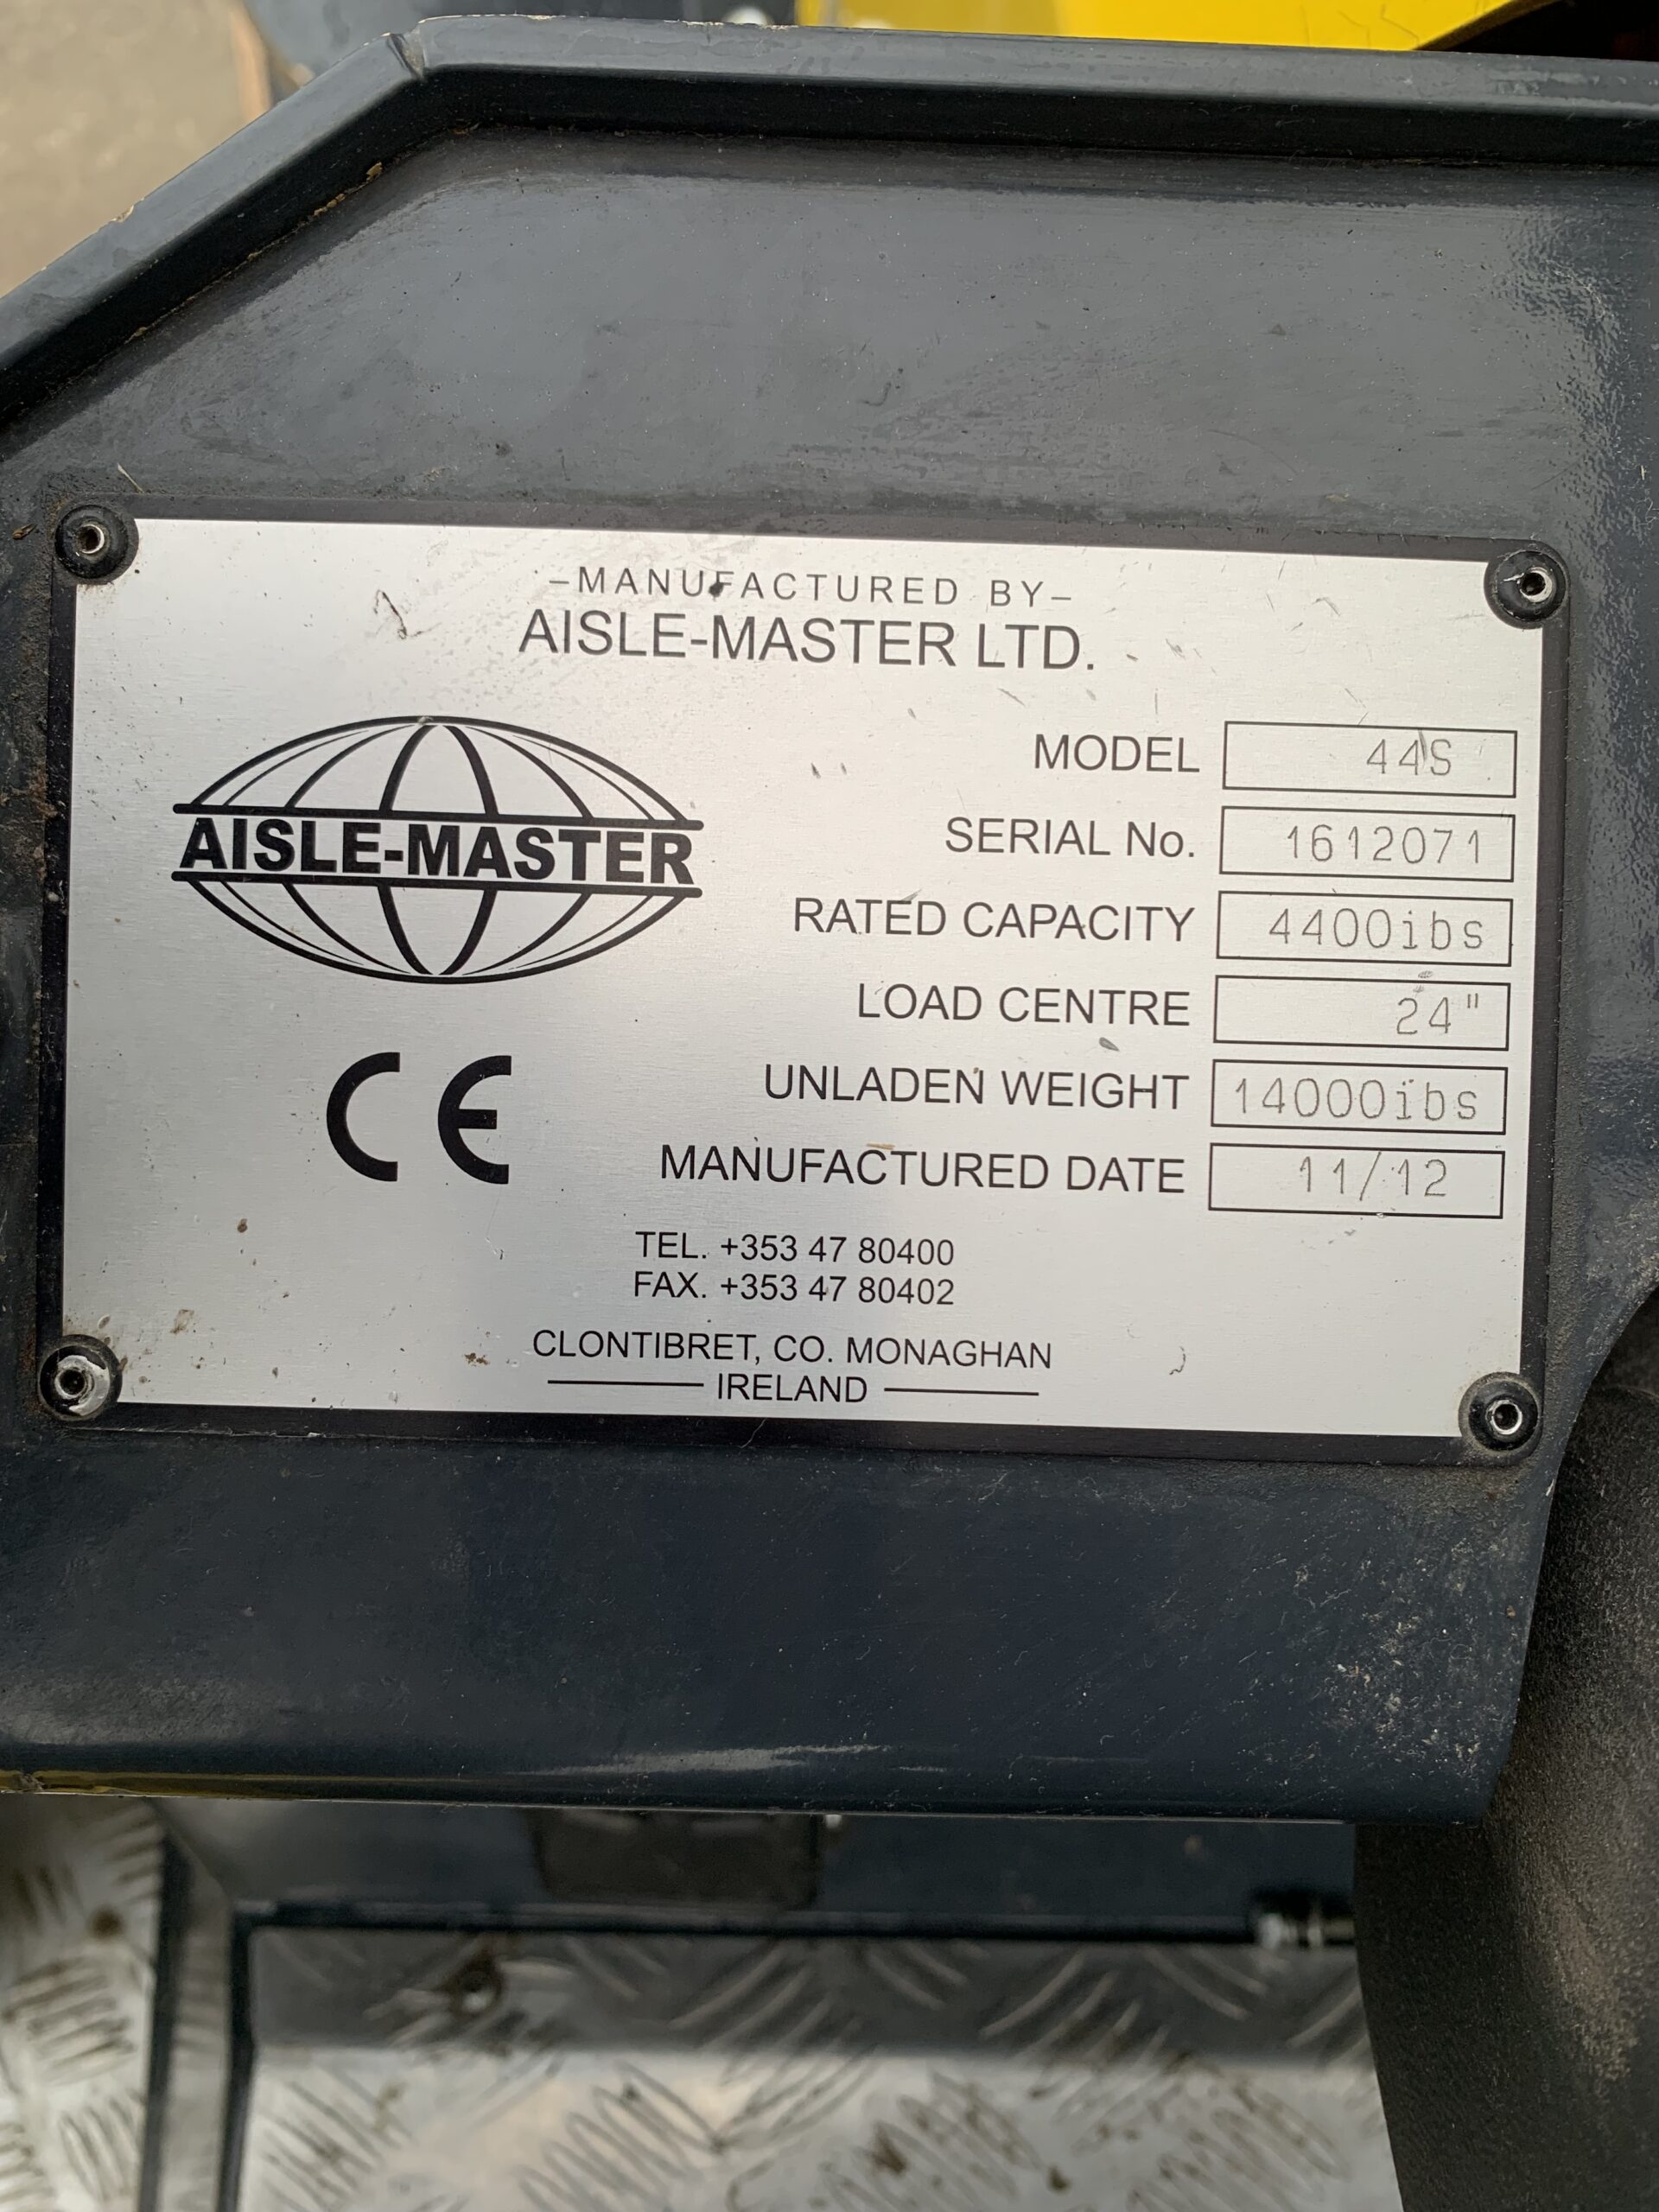 –MANUFACTURED BY–
AISLE-MASTER LTD.
AISLE-MASTER
CE
MODEL 44S
SERIAL No. 1612071
RATED CAPACITY 4400ibs
LOAD CENTRE 24"
UNLADEN WEIGHT 14000ibs
MANUFACTURED DATE 11/12
TEL. +353 47 80400
FAX. +353 47 80402
CLONTIBRET, CO. MONAGHAN
IRELAND